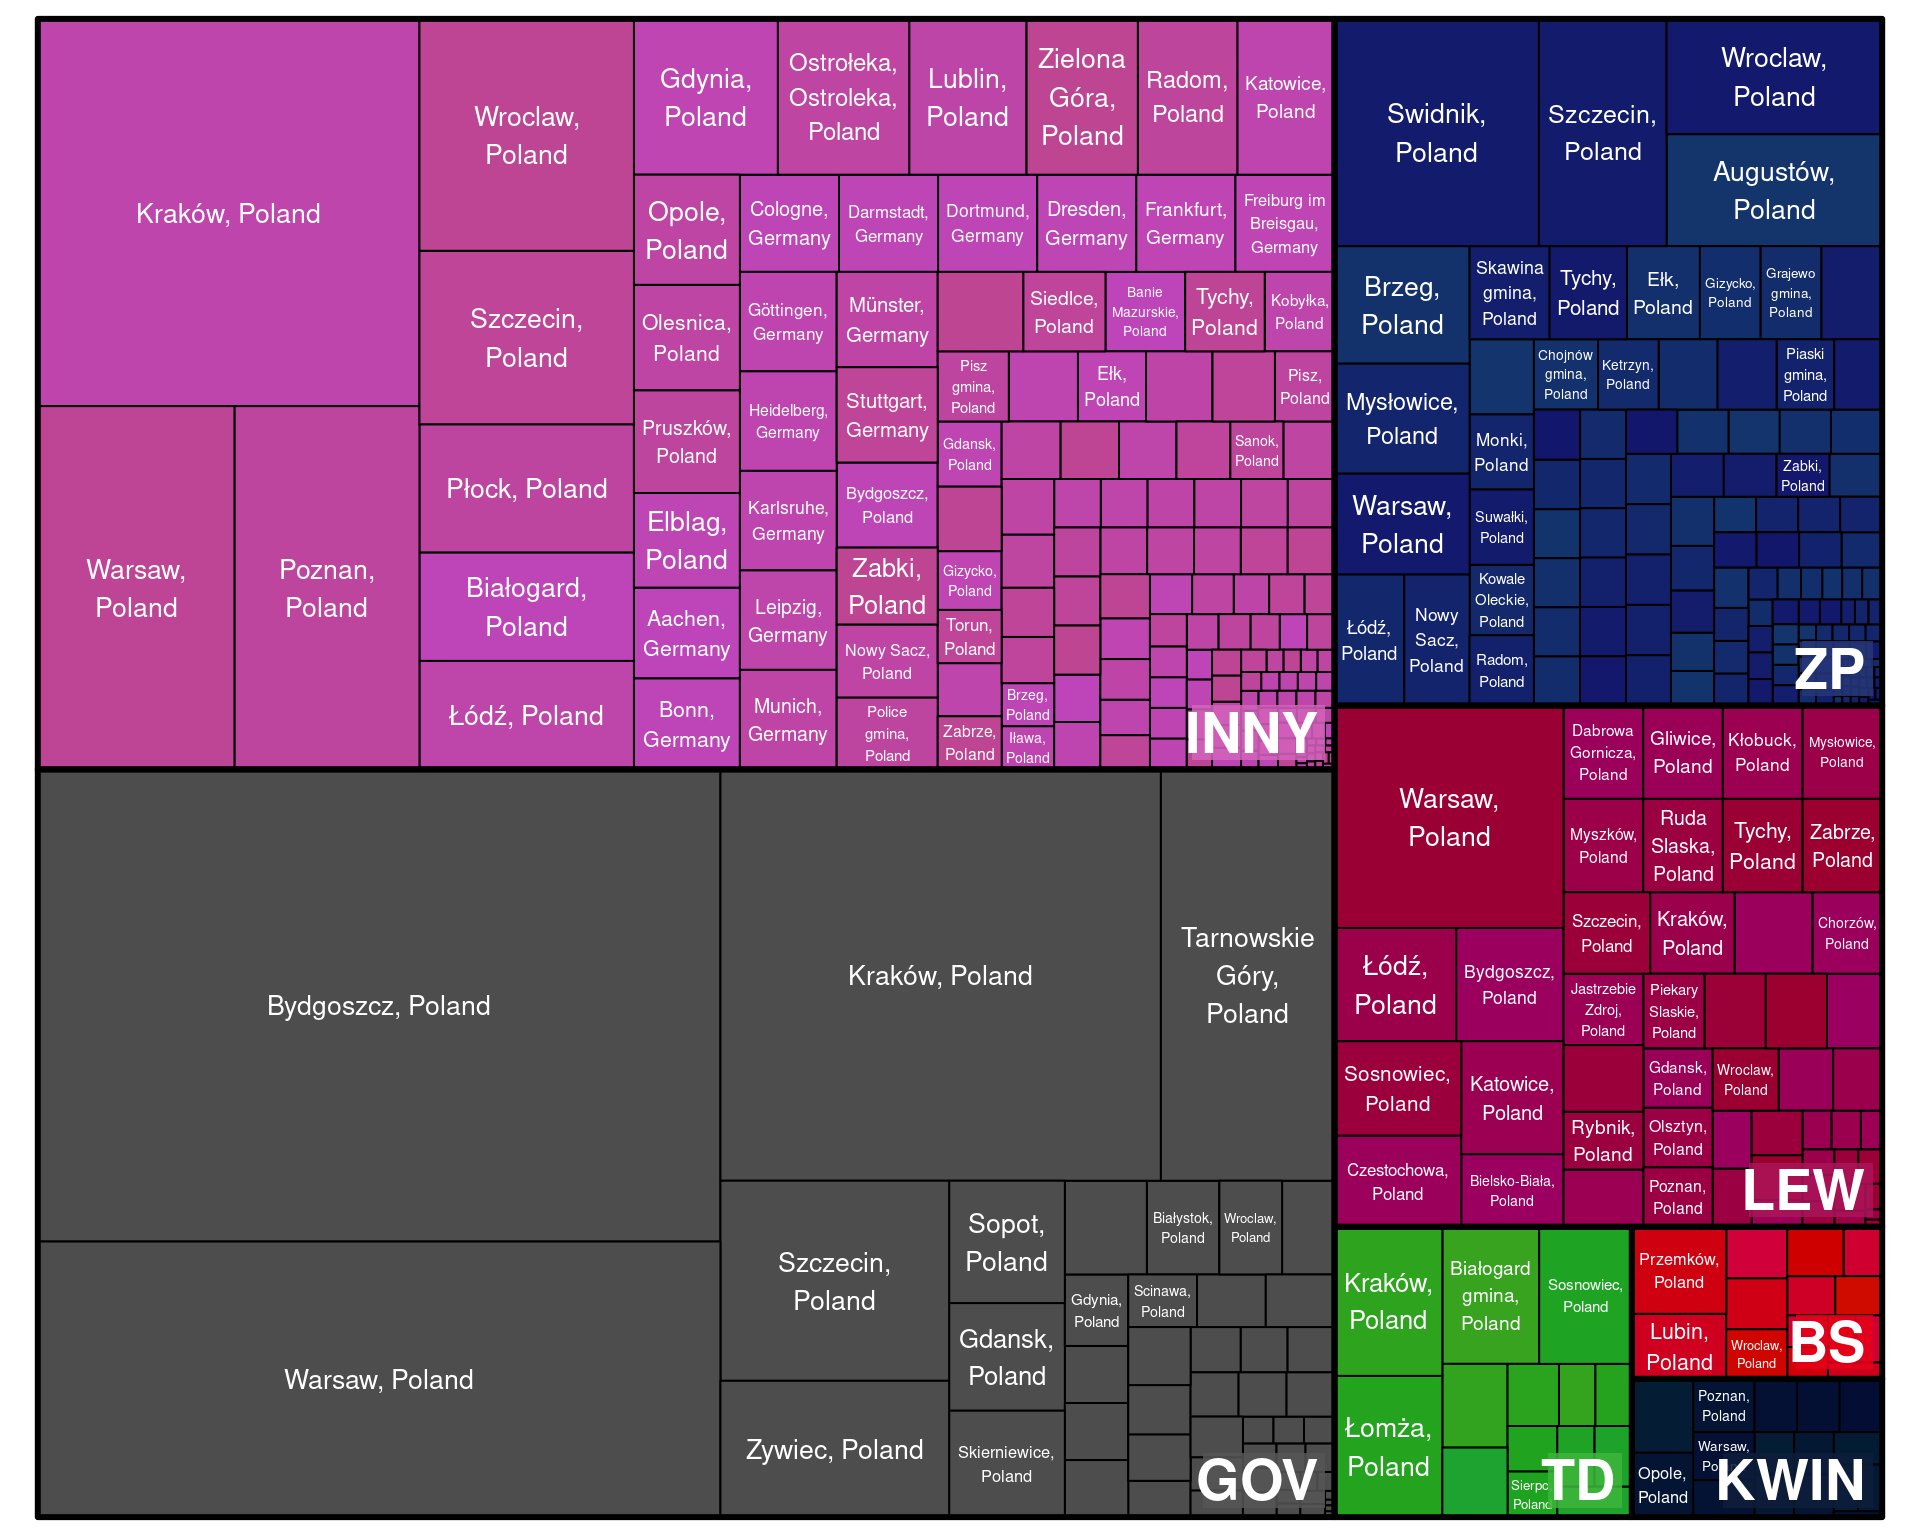 Kraków, Poland
Wroclaw,
Poland
Szczecin,
Poland
Warsaw,
Poland
Poznan,
Poland
Płock, Poland
Białogard,
Poland
Łódź, Poland
Gdynia,
Poland
Ostrołeka,
Ostroleka,
Poland
Lublin,
Poland
Zielona
Góra,
Poland
Radom,
Poland
Katowice,
Poland
Opole,
Poland
Olesnica,
Poland
Pruszków,
Poland
Elblag,
Poland
Aachen,
Germany
Bonn,
Germany
Cologne,
Germany
Darmstadt,
Germany
Dortmund,
Germany
Dresden,
Germany
Frankfurt,
Germany
Freiburg im
Breisgau,
Germany
Göttingen,
Germany
Heidelberg,
Germany
Karlsruhe,
Germany
Leipzig,
Germany
Munich,
Germany
Münster,
Germany
Stuttgart,
Germany
Bydgoszcz,
Poland
Zabki,
Poland
Nowy Sacz,
Poland
Police
gmina,
Poland
Siedlce,
Poland
Banie
Mazurskie,
Poland
Tychy,
Poland
Kobyłka,
Poland
Pisz
gmina,
Poland
Ełk,
Poland
Pisz,
Poland
Gdansk,
Poland
Sanok,
Poland
Gizycko,
Poland
Torun,
Poland
Zabrze,
Poland
Brzeg,
Poland
Iława,
Poland
INNY
Bydgoszcz, Poland
Warsaw, Poland
Kraków, Poland
Tarnowskie
Góry,
Poland
Szczecin,
Poland
Zywiec, Poland
Sopot,
Poland
Gdansk,
Poland
Skierniewice,
Poland
Białystok,
Poland
Wroclaw,
Poland
Gdynia,
Poland
Scinawa,
Poland
GOV
Swidnik,
Poland
Szczecin,
Poland
Wroclaw,
Poland
Augustów,
Poland
Brzeg,
Poland
Mysłowice,
Poland
Warsaw,
Poland
Łódź,
Poland
Nowy
Sacz,
Poland
Skawina
gmina,
Poland
Tychy,
Poland
Ełk,
Poland
Gizycko,
Poland
Grajewo
gmina,
Poland
Chojnów
gmina,
Poland
Ketrzyn,
Poland
Piaski
gmina,
Poland
Monki,
Poland
Suwałki,
Poland
Kowale
Oleckie,
Poland
Radom,
Poland
Zabki,
Poland
ZP
Warsaw,
Poland
Łódź,
Poland
Bydgoszcz,
Poland
Sosnowiec,
Poland
Katowice,
Poland
Czestochowa,
Poland
Bielsko-Biała,
Poland
Dabrowa
Gornicza,
Poland
Gliwice,
Poland
Kłobuck,
Poland
Mysłowice,
Poland
Myszków,
Poland
Ruda
Slaska,
Poland
Tychy,
Poland
Zabrze,
Poland
Szczecin,
Poland
Kraków,
Poland
Chorzów,
Poland
Jastrzebie
Zdroj,
Poland
Piekary
Slaskie,
Poland
Gdansk,
Poland
Wroclaw,
Poland
Rybnik,
Poland
Olsztyn,
Poland
Poznan,
Poland
LEW
Kraków,
Poland
Białogard
gmina,
Poland
Sosnowiec,
Poland
Łomża,
Poland
Poland
TD
Przemków,
Poland
Lubin,
Poland
Wroclaw,
Poland
BS
Poznan,
Poland
Warsaw,
Opole,
Poland
KWIN